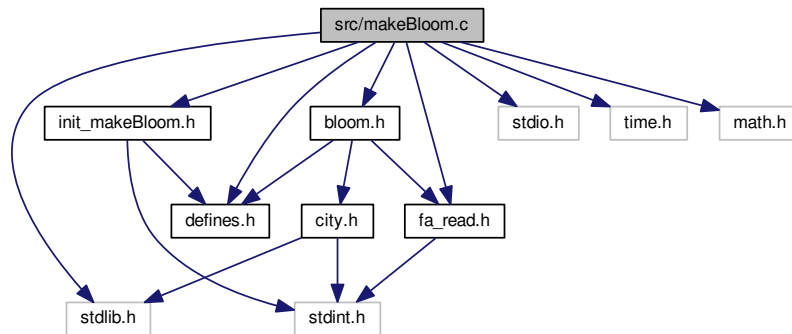 src/makeBloom.c
init_makeBloom.h
bloom.h
stdio.h
time.h
math.h
defines.h
city.h
fa_read.h
stdlib.h
stdint.h